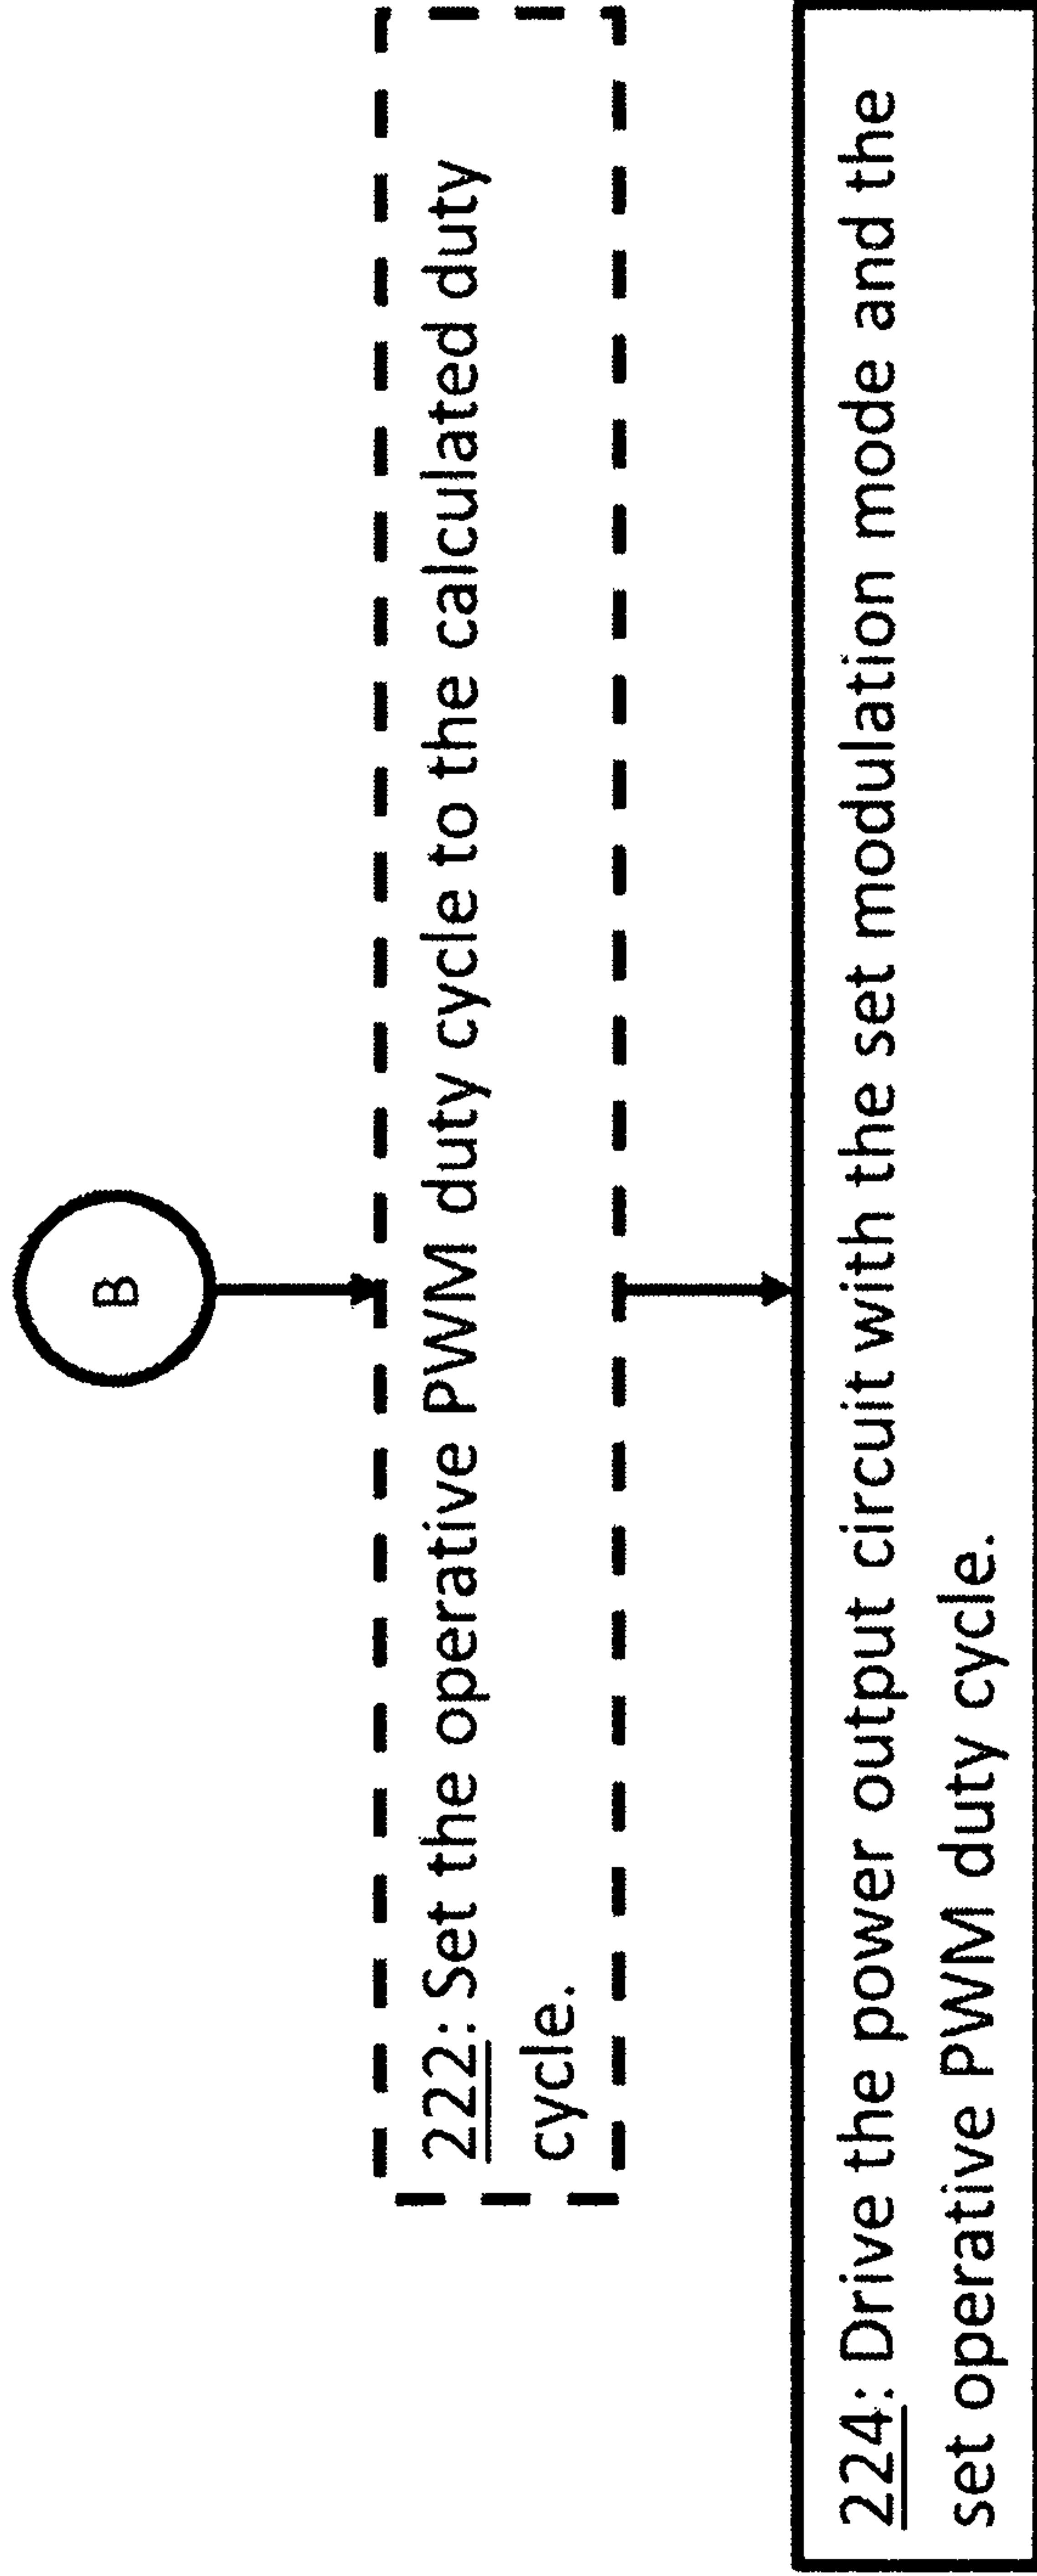 B
222: Set the operative PWM duty cycle to the calculated duty
cycle.
224: Drive the power output circuit with the set modulation mode and the
set operative PWM duty cycle.